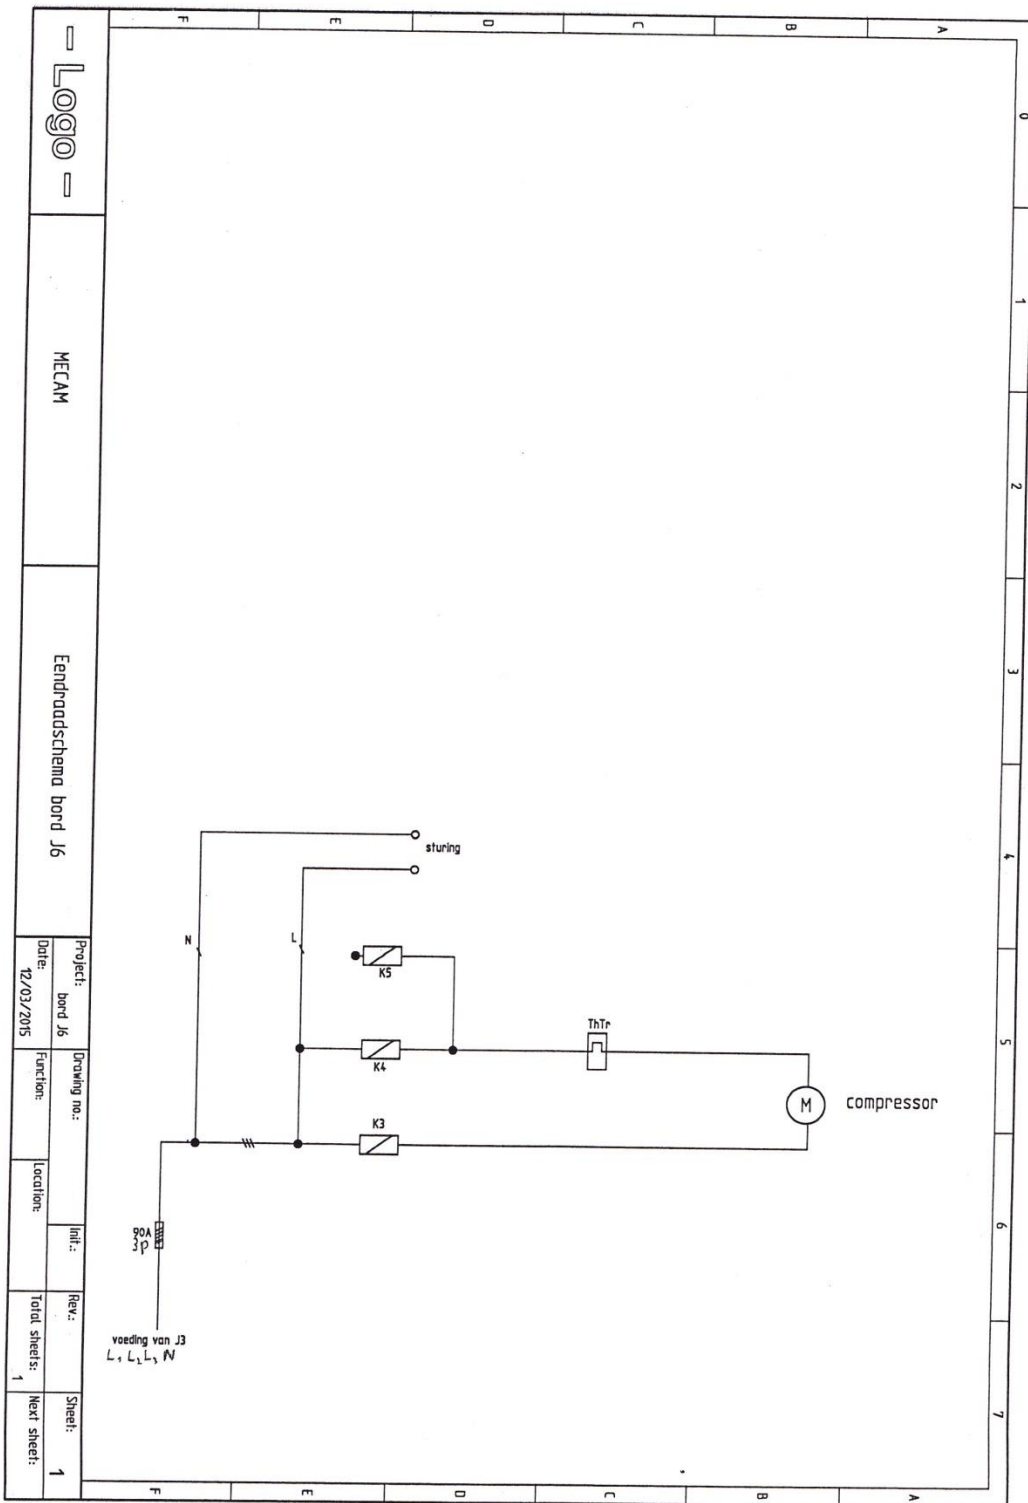 0
1
2
3
4
5
6
7
A
B
C
D
E
F
A
B
C
D
E
F
compressor
M
ThTr
K5
K4
K3
sturing
L
N
90A
3P
voeding van J3
L1 L2 L3 N
- Logo -
MECAM
Eendraadschema bord J6
Project:
bord J6
Date:
12/03/2015
Drawing no.:
Function:
Location:
Init.:
Rev.:
Total sheets:
1
Sheet:
1
Next sheet: